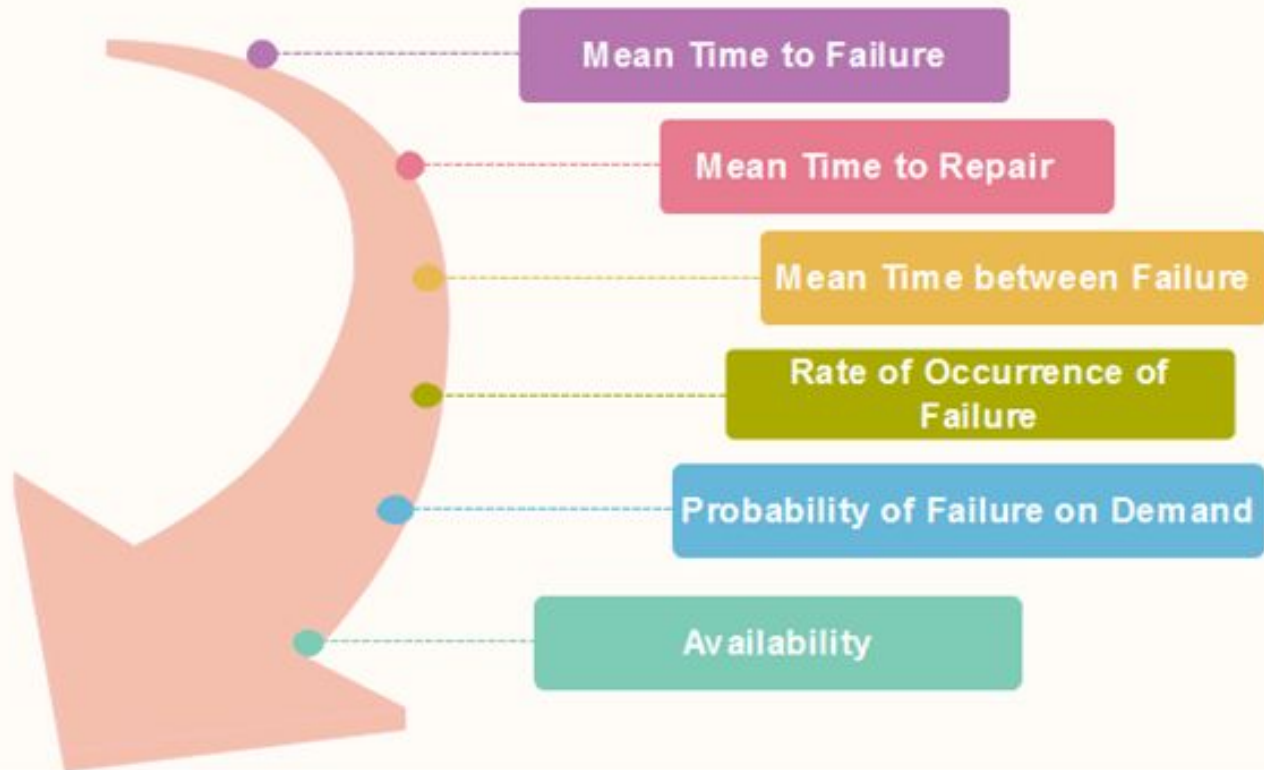 Mean Time to Failure
Mean Time to Repair
Mean Time between Failure
Rate of Occurrence of
Failure
Probability of Failure on Demand
Availability